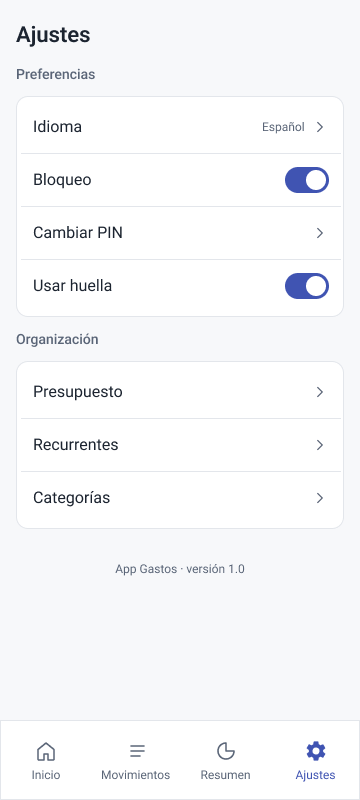 Ajustes
Preferencias
Idioma Español
Bloqueo
Cambiar PIN
Usar huella
Organización
Presupuesto
Recurrentes
Categorías
App Gastos · versión 1.0
Inicio Movimientos Resumen Ajustes